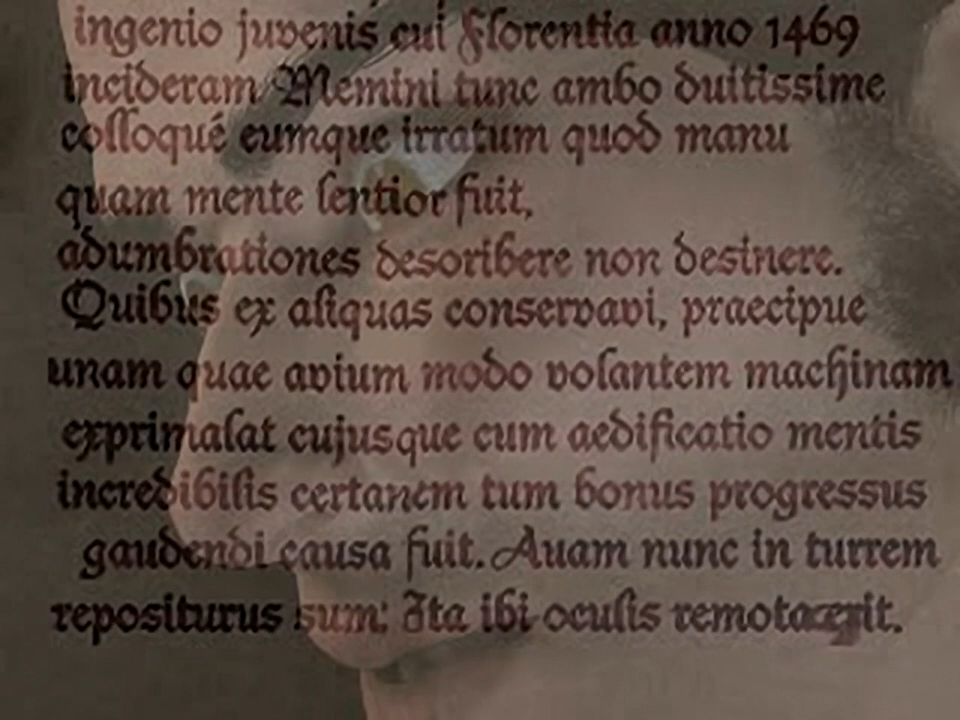 ingenio juvenis cui Florentia anno 1469
incideram Memini tunc ambo duitissime
colloqué eumque irratum quod manu
quam mente sentior fuit,
adumbrationes desoribere non desinere.
Quibus ex aliquas conservavi, praecipue
unam quae avium modo volantem machinam
exprimalat cujusque cum aedificatio mentis
incredibilis certanem tum bonus progressus
gaudendi causa fuit. Auam nunc in turrem
repositurus sum: Ita ibi oculis remota